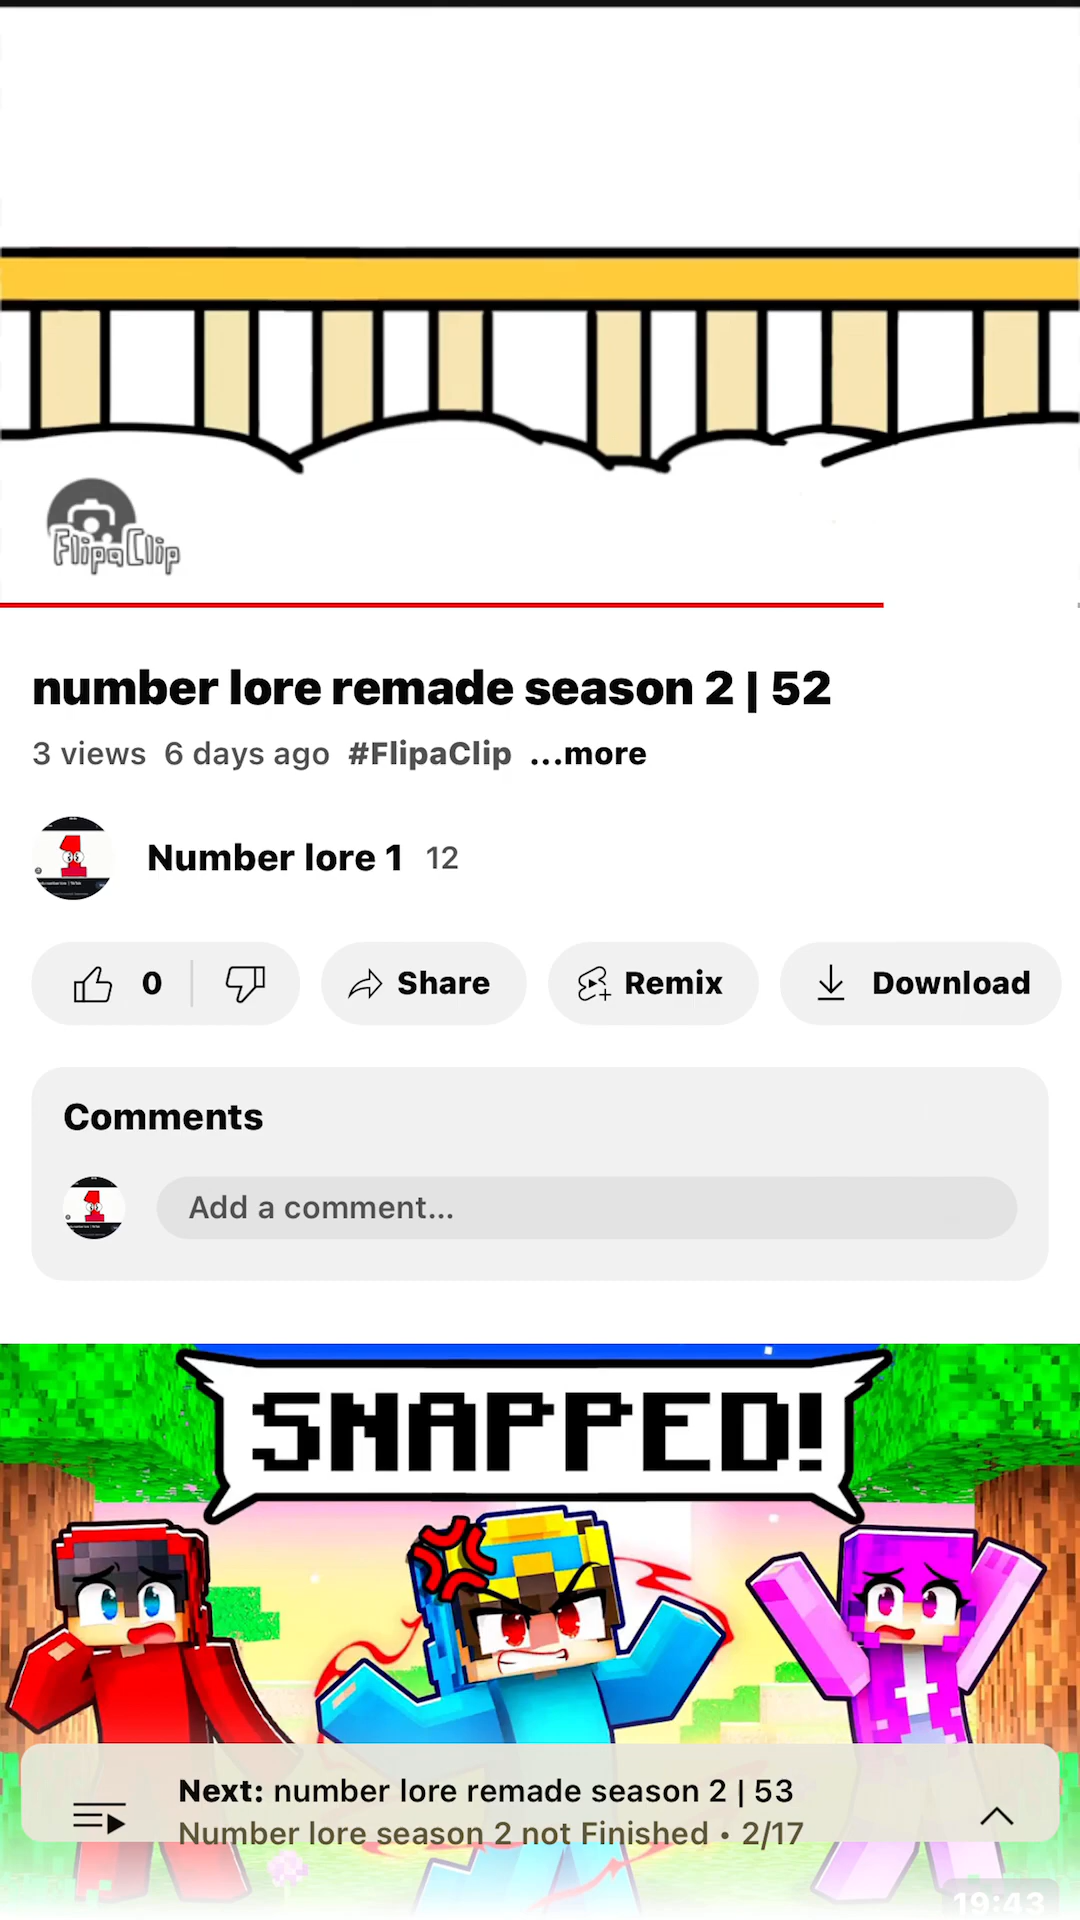 FlipaClip
number lore remade season 2 | 52
3 views 6 days ago #FlipaClip ...more
Number lore 1 12
0 Share Remix Download
Comments
Add a comment...
SNAPPED!
Next: number lore remade season 2 | 53
Number lore season 2 not Finished • 2/17
19:43